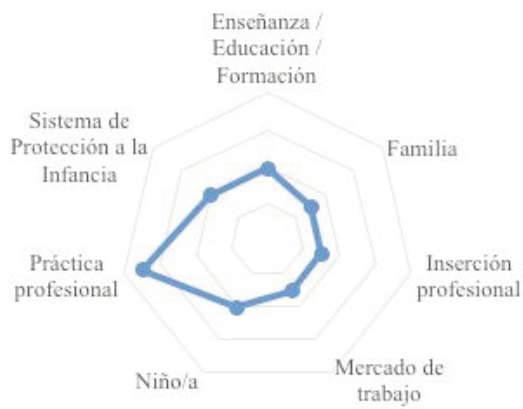 Enseñanza /
Educación /
Formación
Familia
Inserción
profesional
Mercado de
trabajo
Niño/a
Práctica
profesional
Sistema de
Protección a la
Infancia